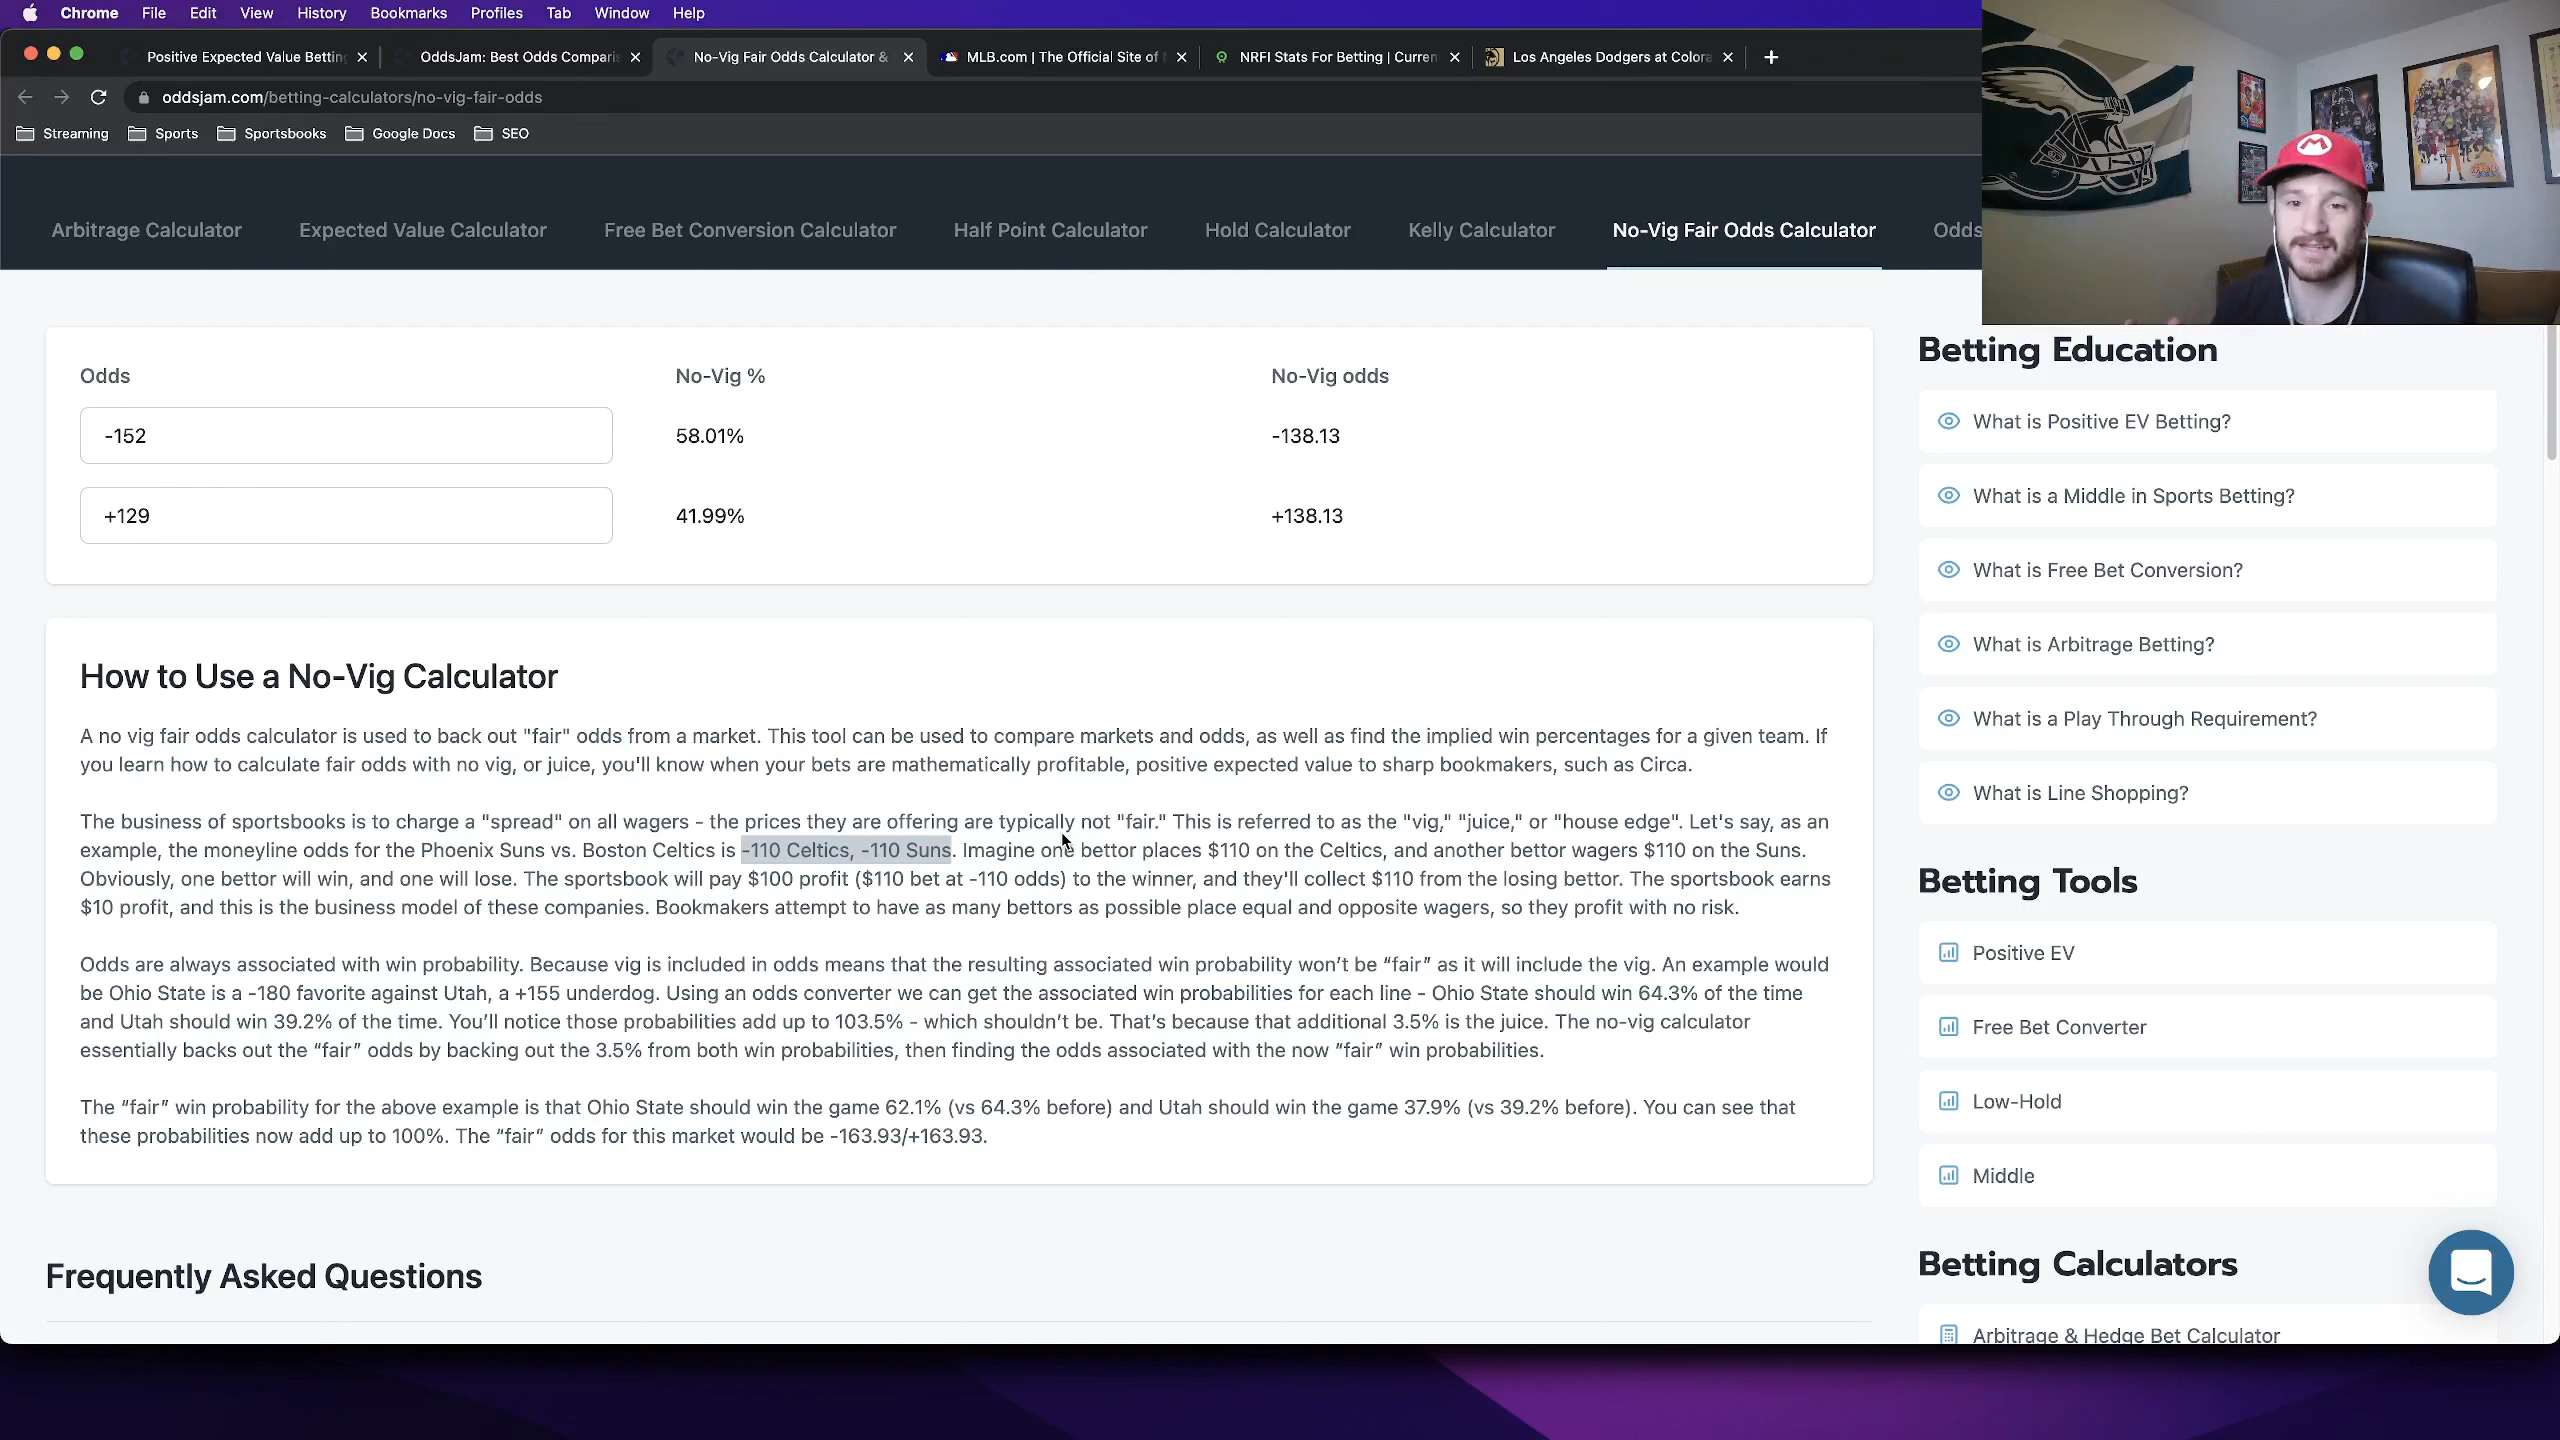 Chrome File Edit View History Bookmarks Profiles Tab Window Help
Positive Expected Value Betting
OddsJam: Best Odds Comparis
No-Vig Fair Odds Calculator &
MLB.com | The Official Site of
NRFI Stats For Betting | Curren
Los Angeles Dodgers at Colora
oddsjam.com/betting-calculators/no-vig-fair-odds
Streaming Sports Sportsbooks Google Docs SEO
Arbitrage Calculator Expected Value Calculator Free Bet Conversion Calculator Half Point Calculator Hold Calculator Kelly Calculator No-Vig Fair Odds Calculator Odds
Odds No-Vig % No-Vig odds
-152 58.01% -138.13
+129 41.99% +138.13
How to Use a No-Vig Calculator
A no vig fair odds calculator is used to back out "fair" odds from a market. This tool can be used to compare markets and odds, as well as find the implied win percentages for a given team. If
you learn how to calculate fair odds with no vig, or juice, you'll know when your bets are mathematically profitable, positive expected value to sharp bookmakers, such as Circa.
The business of sportsbooks is to charge a "spread" on all wagers - the prices they are offering are typically not "fair." This is referred to as the "vig," "juice," or "house edge". Let's say, as an
example, the moneyline odds for the Phoenix Suns vs. Boston Celtics is -110 Celtics, -110 Suns. Imagine one bettor places $110 on the Celtics, and another bettor wagers $110 on the Suns.
Obviously, one bettor will win, and one will lose. The sportsbook will pay $100 profit ($110 bet at -110 odds) to the winner, and they'll collect $110 from the losing bettor. The sportsbook earns
$10 profit, and this is the business model of these companies. Bookmakers attempt to have as many bettors as possible place equal and opposite wagers, so they profit with no risk.
Odds are always associated with win probability. Because vig is included in odds means that the resulting associated win probability won't be “fair” as it will include the vig. An example would
be Ohio State is a -180 favorite against Utah, a +155 underdog. Using an odds converter we can get the associated win probabilities for each line - Ohio State should win 64.3% of the time
and Utah should win 39.2% of the time. You'll notice those probabilities add up to 103.5% - which shouldn't be. That's because that additional 3.5% is the juice. The no-vig calculator
essentially backs out the “fair” odds by backing out the 3.5% from both win probabilities, then finding the odds associated with the now “fair” win probabilities.
The “fair” win probability for the above example is that Ohio State should win the game 62.1% (vs 64.3% before) and Utah should win the game 37.9% (vs 39.2% before). You can see that
these probabilities now add up to 100%. The “fair” odds for this market would be -163.93/+163.93.
Frequently Asked Questions
Betting Education
What is Positive EV Betting?
What is a Middle in Sports Betting?
What is Free Bet Conversion?
What is Arbitrage Betting?
What is a Play Through Requirement?
What is Line Shopping?
Betting Tools
Positive EV
Free Bet Converter
Low-Hold
Middle
Betting Calculators
Arbitrage & Hedge Bet Calculator